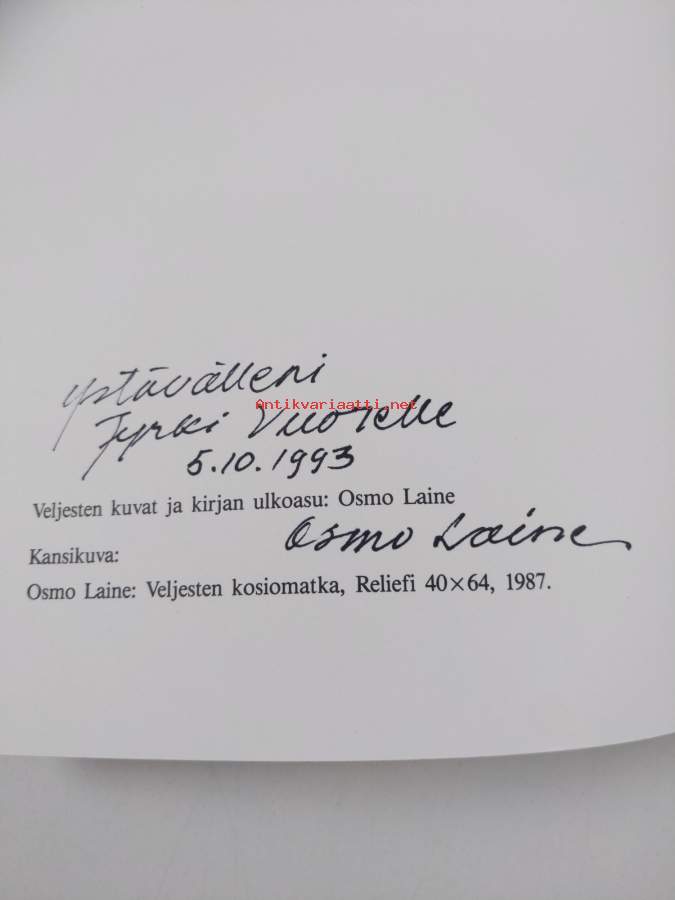 ystävälleni
Jyrki Vuorelle
Antikvariaatti.net
5.10.1993
Veljesten kuvat ja kirjan ulkoasu: Osmo Laine
Osmo Laine
Kansikuva:
Osmo Laine: Veljesten kosiomatka, Reliefi 40×64, 1987.